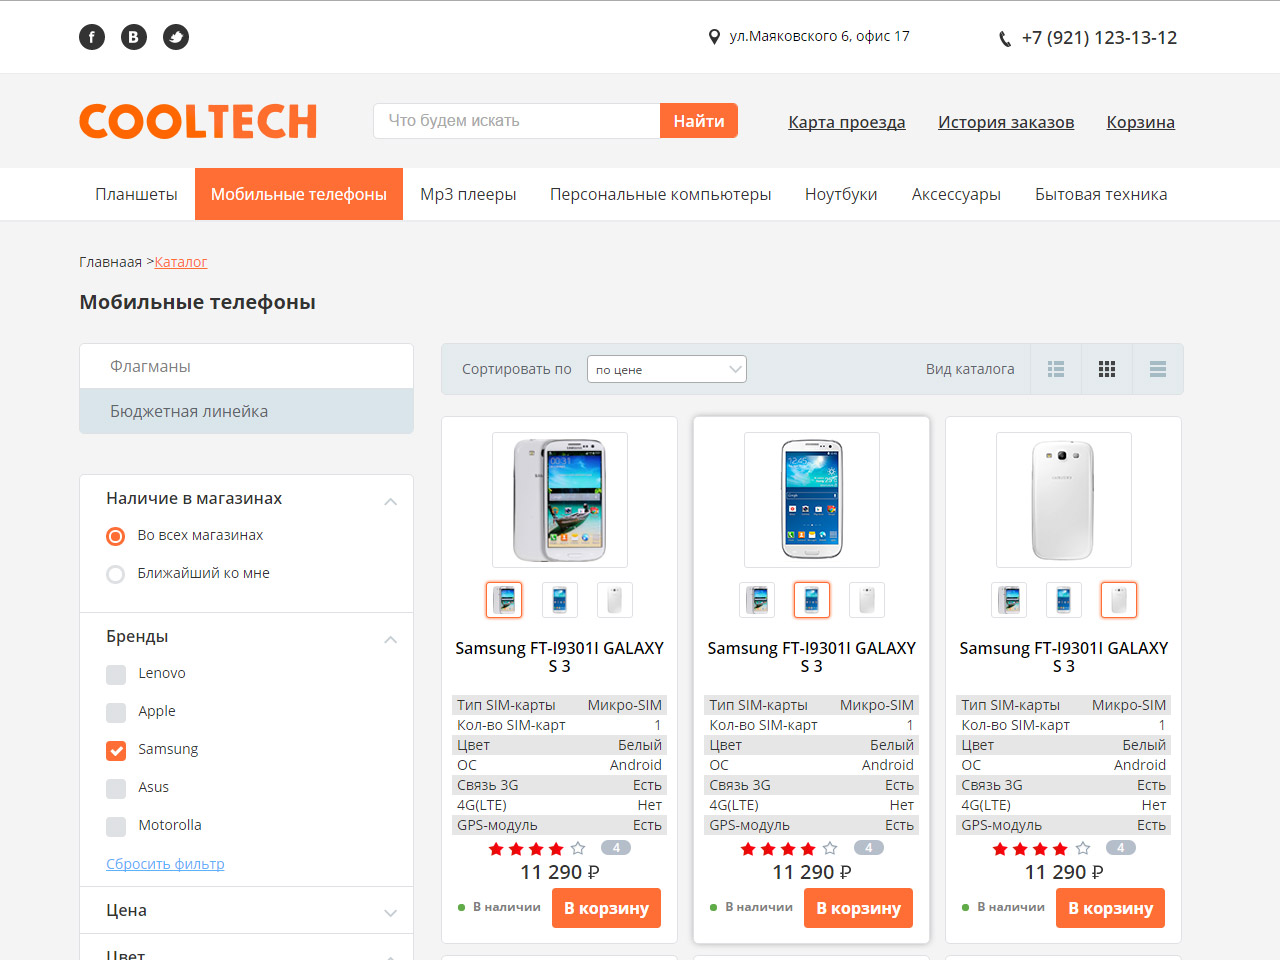 ул.Маяковского 6, офис 17
+7 (921) 123-13-12
COOLTECH
Что будем искать
Найти
Карта проезда
История заказов
Корзина
Планшеты
Мобильные телефоны
Mp3 плееры
Персональные компьютеры
Ноутбуки
Аксессуары
Бытовая техника
Главнаая >Каталог
Мобильные телефоны
Флагманы
Бюджетная линейка
Наличие в магазинах
Во всех магазинах
Ближайший ко мне
Бренды
Lenovo
Apple
Samsung
Asus
Motorolla
Сбросить фильтр
Цена
Цвет
Сортировать по
по цене
Вид каталога
Samsung FT-I9301I GALAXY
S 3
Тип SIM-карты Микро-SIM
Кол-во SIM-карт 1
Цвет Белый
ОС Android
Связь 3G Есть
4G(LTE) Нет
GPS-модуль Есть
4
11 290 ₽
В наличии
В корзину
Samsung FT-I9301I GALAXY
S 3
Тип SIM-карты Микро-SIM
Кол-во SIM-карт 1
Цвет Белый
ОС Android
Связь 3G Есть
4G(LTE) Нет
GPS-модуль Есть
4
11 290 ₽
В наличии
В корзину
Samsung FT-I9301I GALAXY
S 3
Тип SIM-карты Микро-SIM
Кол-во SIM-карт 1
Цвет Белый
ОС Android
Связь 3G Есть
4G(LTE) Нет
GPS-модуль Есть
4
11 290 ₽
В наличии
В корзину